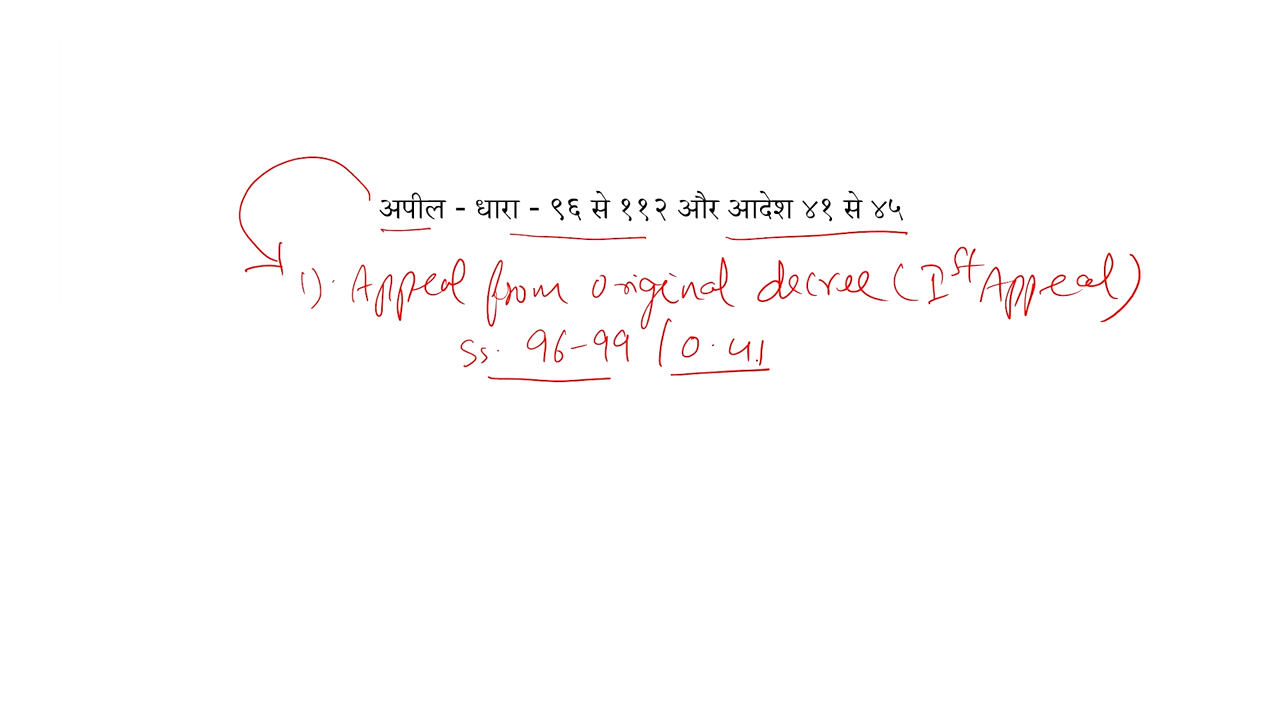 अपील - धारा - ९६ से ११२ और आदेश ४१ से ४५
1). Appeal from original decree (Ist Appeal)
Ss. 96-99 / O. 41